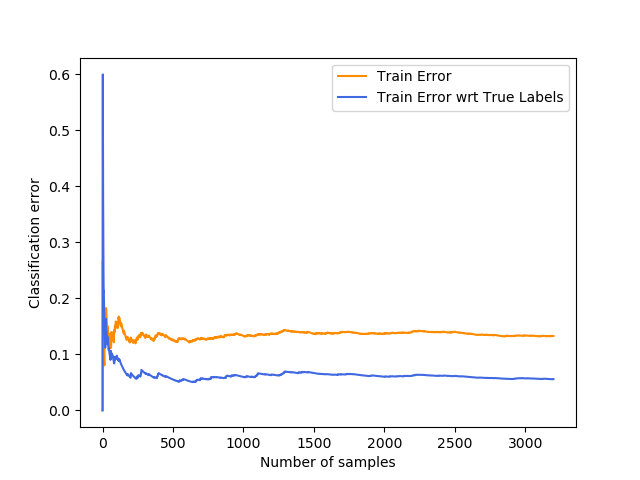 Train Error
Train Error wrt True Labels
Classification error
0.6
0.5
0.4
0.3
0.2
0.1
0.0
0 500 1000 1500 2000 2500 3000
Number of samples